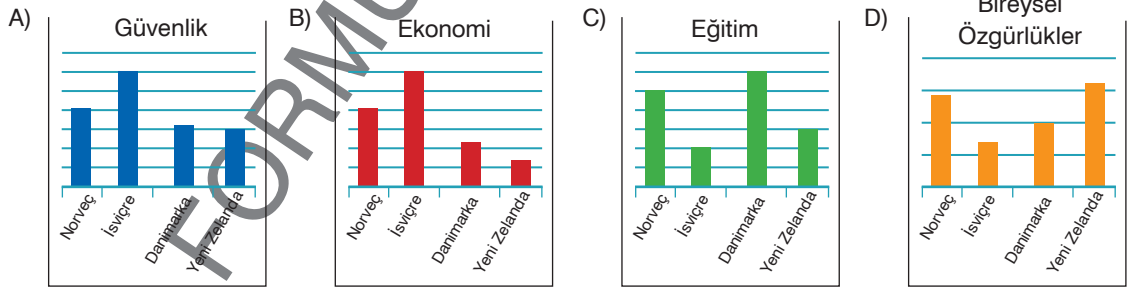 A)
Güvenlik
Norveç
İsviçre
Danimarka
Yeni Zelanda
B)
Ekonomi
Norveç
İsviçre
Danimarka
Yeni Zelanda
C)
Eğitim
Norveç
İsviçre
Danimarka
Yeni Zelanda
D)
Bireysel
Özgürlükler
Norveç
İsviçre
Danimarka
Yeni Zelanda
FORMU